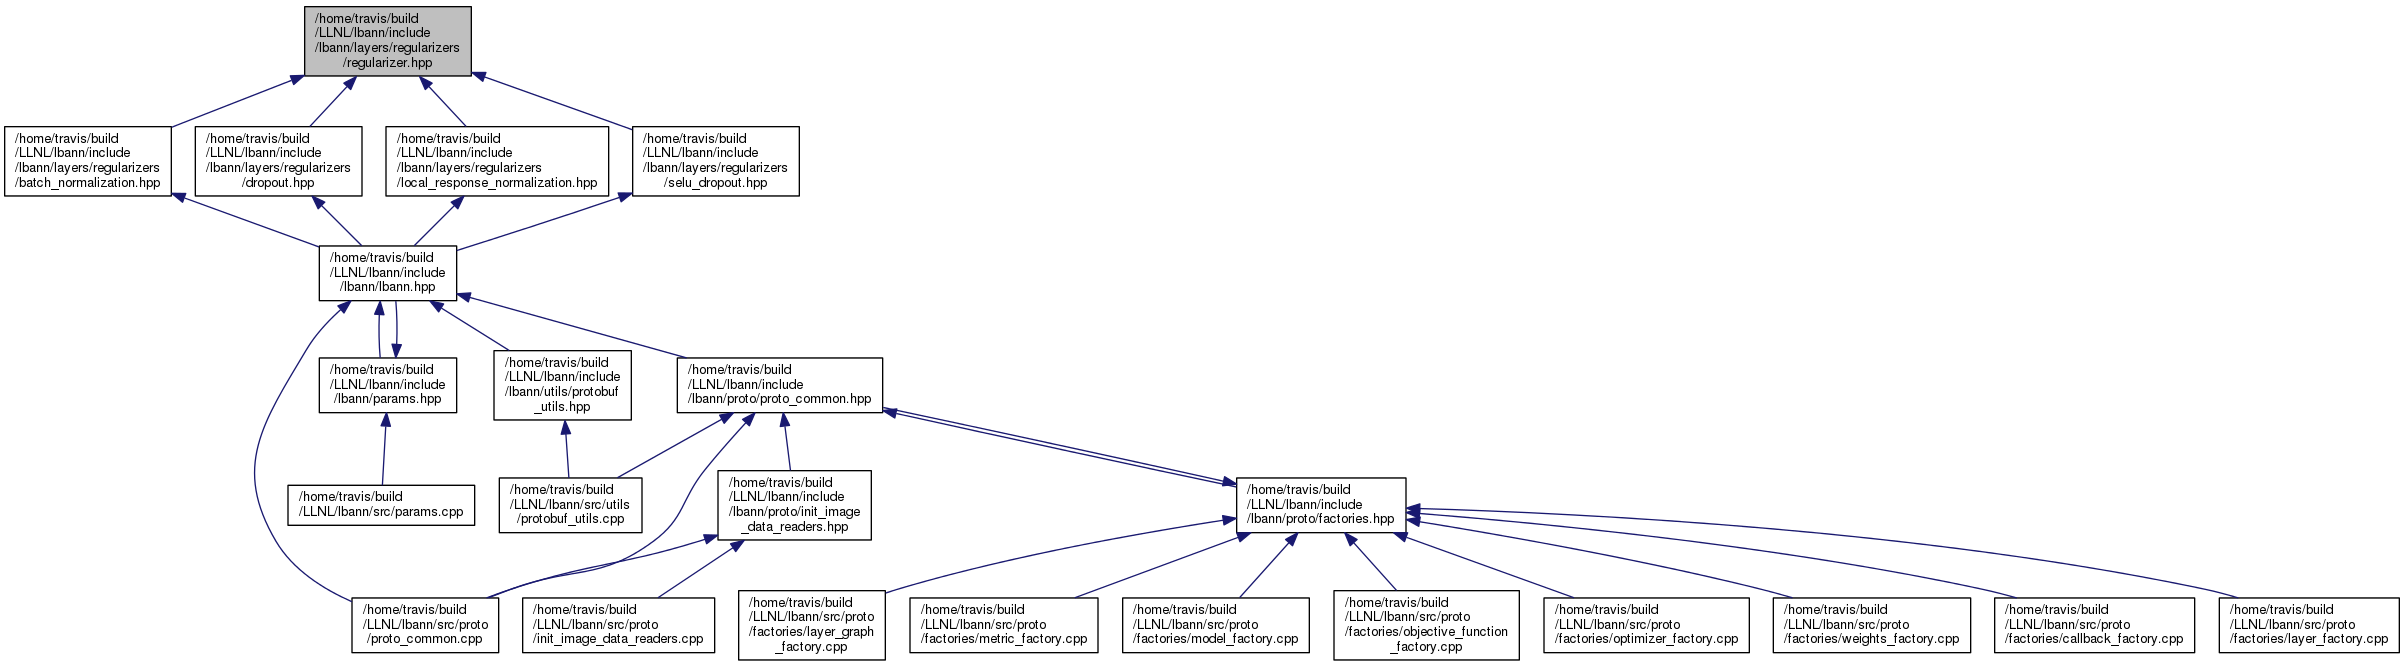 /home/travis/build
/LLNL/lbann/include
/lbann/layers/regularizers
/regularizer.hpp
/home/travis/build
/LLNL/lbann/include
/lbann/layers/regularizers
/batch_normalization.hpp
/home/travis/build
/LLNL/lbann/include
/lbann/layers/regularizers
/dropout.hpp
/home/travis/build
/LLNL/lbann/include
/lbann/layers/regularizers
/local_response_normalization.hpp
/home/travis/build
/LLNL/lbann/include
/lbann/layers/regularizers
/selu_dropout.hpp
/home/travis/build
/LLNL/lbann/include
/lbann/lbann.hpp
/home/travis/build
/LLNL/lbann/include
/lbann/params.hpp
/home/travis/build
/LLNL/lbann/include
/lbann/utils/protobuf
_utils.hpp
/home/travis/build
/LLNL/lbann/include
/lbann/proto/proto_common.hpp
/home/travis/build
/LLNL/lbann/src/params.cpp
/home/travis/build
/LLNL/lbann/src/utils
/protobuf_utils.cpp
/home/travis/build
/LLNL/lbann/include
/lbann/proto/init_image
_data_readers.hpp
/home/travis/build
/LLNL/lbann/include
/lbann/proto/factories.hpp
/home/travis/build
/LLNL/lbann/src/proto
/proto_common.cpp
/home/travis/build
/LLNL/lbann/src/proto
/init_image_data_readers.cpp
/home/travis/build
/LLNL/lbann/src/proto
/factories/layer_graph
_factory.cpp
/home/travis/build
/LLNL/lbann/src/proto
/factories/metric_factory.cpp
/home/travis/build
/LLNL/lbann/src/proto
/factories/model_factory.cpp
/home/travis/build
/LLNL/lbann/src/proto
/factories/objective_function
_factory.cpp
/home/travis/build
/LLNL/lbann/src/proto
/factories/optimizer_factory.cpp
/home/travis/build
/LLNL/lbann/src/proto
/factories/weights_factory.cpp
/home/travis/build
/LLNL/lbann/src/proto
/factories/callback_factory.cpp
/home/travis/build
/LLNL/lbann/src/proto
/factories/layer_factory.cpp